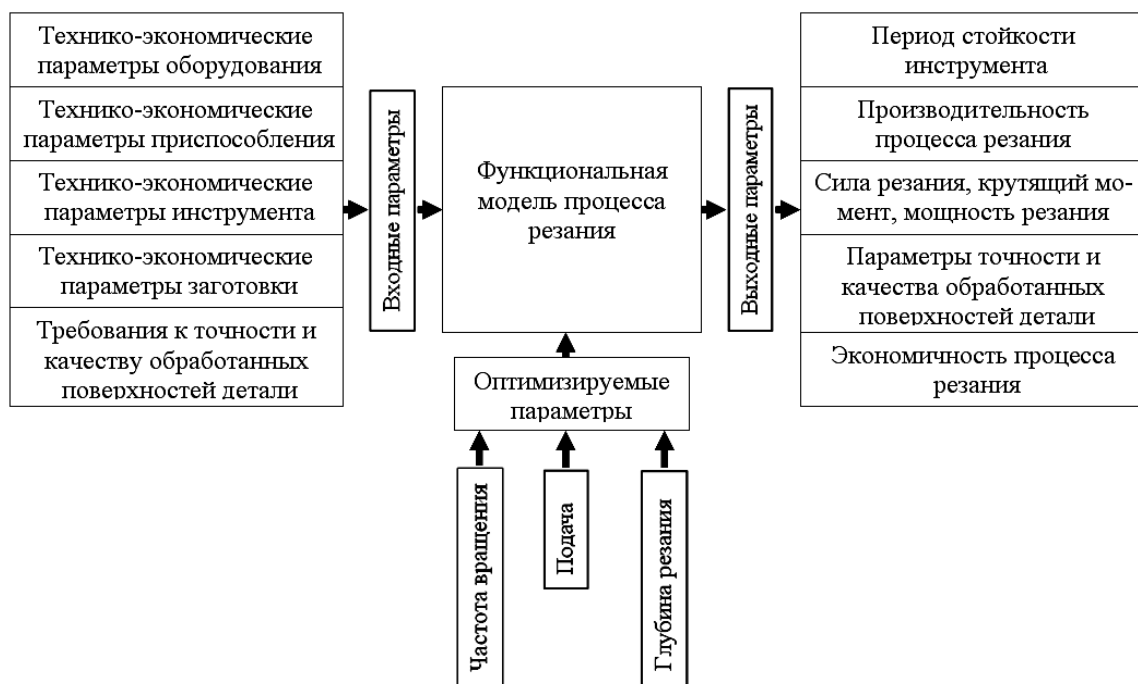 Технико-экономические
параметры оборудования
Технико-экономические
параметры приспособления
Технико-экономические
параметры инструмента
Технико-экономические
параметры заготовки
Требования к точности и
качеству обработанных
поверхностей детали
Входные параметры
Функциональная
модель процесса
резания
Выходные параметры
Период стойкости
инструмента
Производительность
процесса резания
Сила резания, крутящий мо-
мент, мощность резания
Параметры точности и
качества обработанных
поверхностей детали
Экономичность процесса
резания
Оптимизируемые
параметры
Частота вращения
Подача
Глубина резания